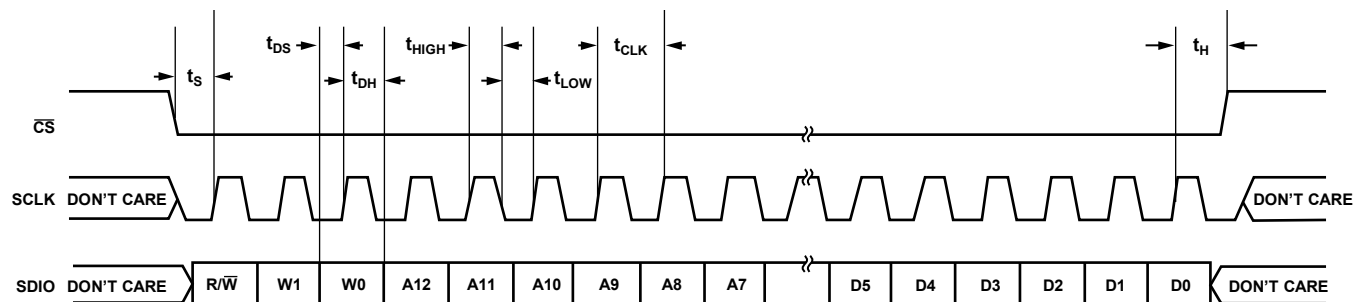 tDS tHIGH tCLK tH
tS tDH tLOW
C̅S̅
SCLK DON'T CARE DON'T CARE
SDIO DON'T CARE R/W̅ W1 W0 A12 A11 A10 A9 A8 A7 D5 D4 D3 D2 D1 D0 DON'T CARE